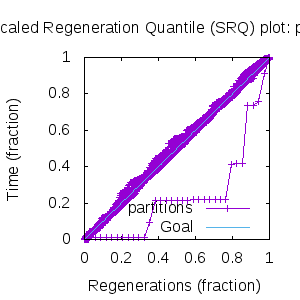 caled Regeneration Quantile (SRQ) plot: p
1
0.8
0.6
0.4
0.2
0
0 0.2 0.4 0.6 0.8 1
Time (fraction)
partitions
Goal
Regenerations (fraction)